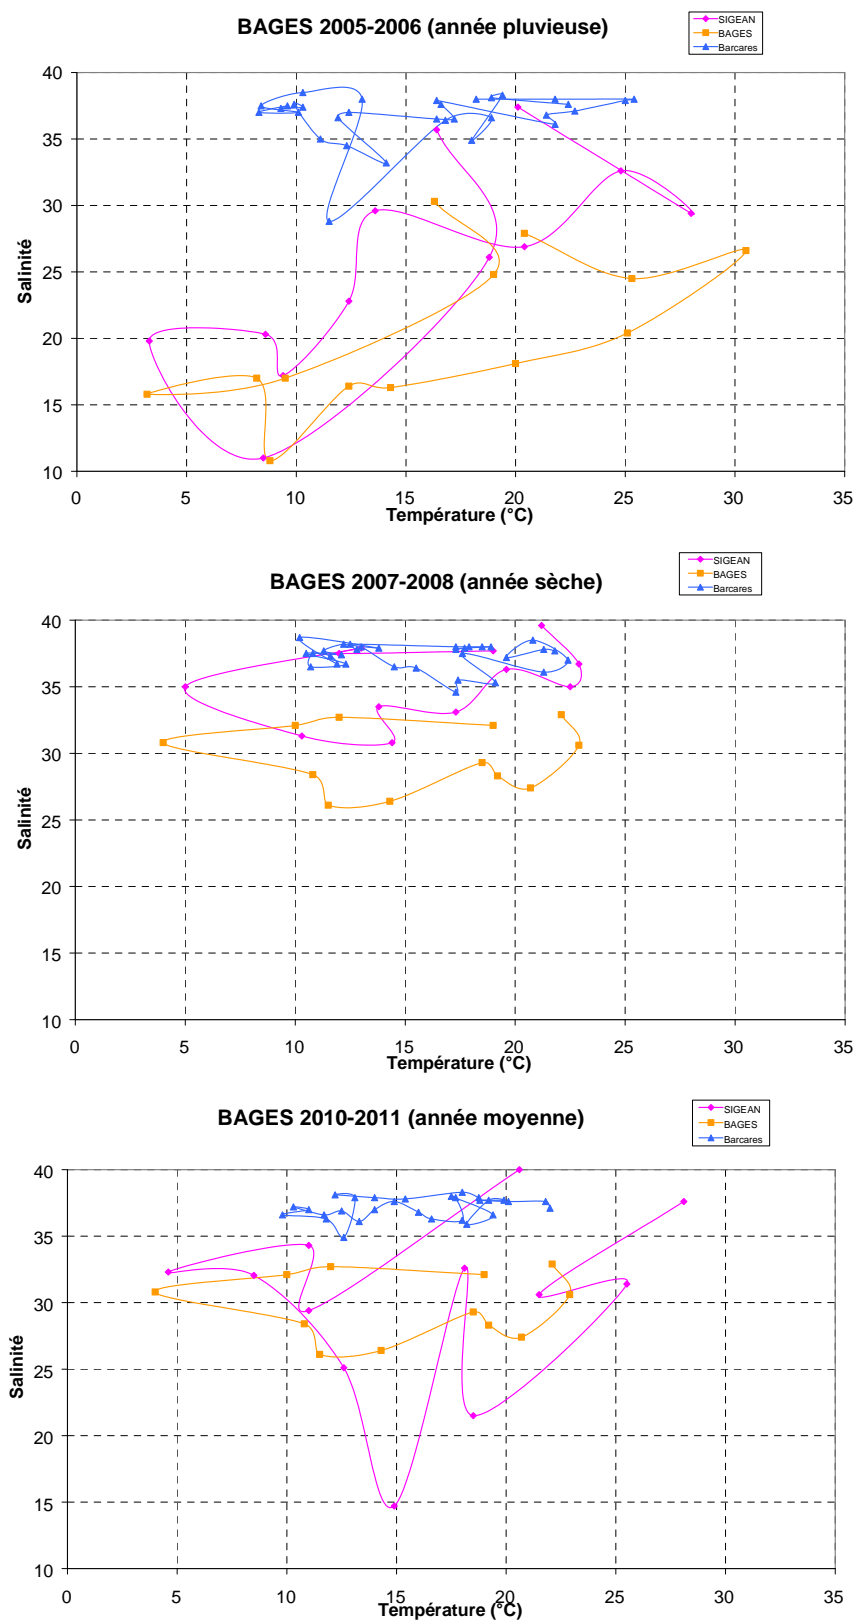 BAGES 2005-2006 (année pluvieuse)
SIGEAN
BAGES
Barcares
40
35
30
25
20
15
10
Salinité
0 5 10 15 20 25 30 35
Température (°C)
BAGES 2007-2008 (année sèche)
SIGEAN
BAGES
Barcares
40
35
30
25
20
15
10
Salinité
0 5 10 15 20 25 30 35
Température (°C)
BAGES 2010-2011 (année moyenne)
SIGEAN
BAGES
Barcares
40
35
30
25
20
15
10
Salinité
0 5 10 15 20 25 30 35
Température (°C)